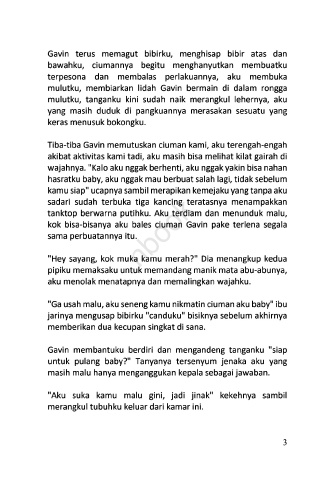 Gavin terus memagut bibirku, menghisap bibir atas dan
bawahku, ciumannya begitu menghanyutkan membuatku
terpesona dan membalas perlakuannya, aku membuka
mulutku, membiarkan lidah Gavin bermain di dalam rongga
mulutku, tanganku kini sudah naik merangkul lehernya, aku
yang masih duduk di pangkuannya merasakan sesuatu yang
keras menusuk bokongku.
Tiba-tiba Gavin memutuskan ciuman kami, aku terengah-engah
akibat aktivitas kami tadi, aku masih bisa melihat kilat gairah di
wajahnya. "Kalo aku nggak berhenti, aku nggak yakin bisa nahan
hasratku baby, aku nggak mau berbuat salah lagi, tidak sebelum
kamu siap" ucapnya sambil merapikan kemejaku yang tanpa aku
sadari sudah terbuka tiga kancing teratasnya menampakkan
tanktop berwarna putihku. Aku terdiam dan menunduk malu,
kok bisa-bisanya aku bales ciuman Gavin pake terlena segala
sama perbuatannya itu.
"Hey sayang, kok muka kamu merah?" Dia menangkup kedua
pipiku memaksaku untuk memandang manik mata abu-abunya,
aku menolak menatapnya dan memalingkan wajahku.
"Ga usah malu, aku seneng kamu nikmatin ciuman aku baby" ibu
jarinya mengusap bibirku "canduku" bisiknya sebelum akhirnya
memberikan dua kecupan singkat di sana.
Gavin membantuku berdiri dan mengandeng tanganku "siap
untuk pulang baby?" Tanyanya tersenyum jenaka aku yang
masih malu hanya menganggukan kepala sebagai jawaban.
"Aku suka kamu malu gini, jadi jinak" kekehnya sambil
merangkul tubuhku keluar dari kamar ini.
3